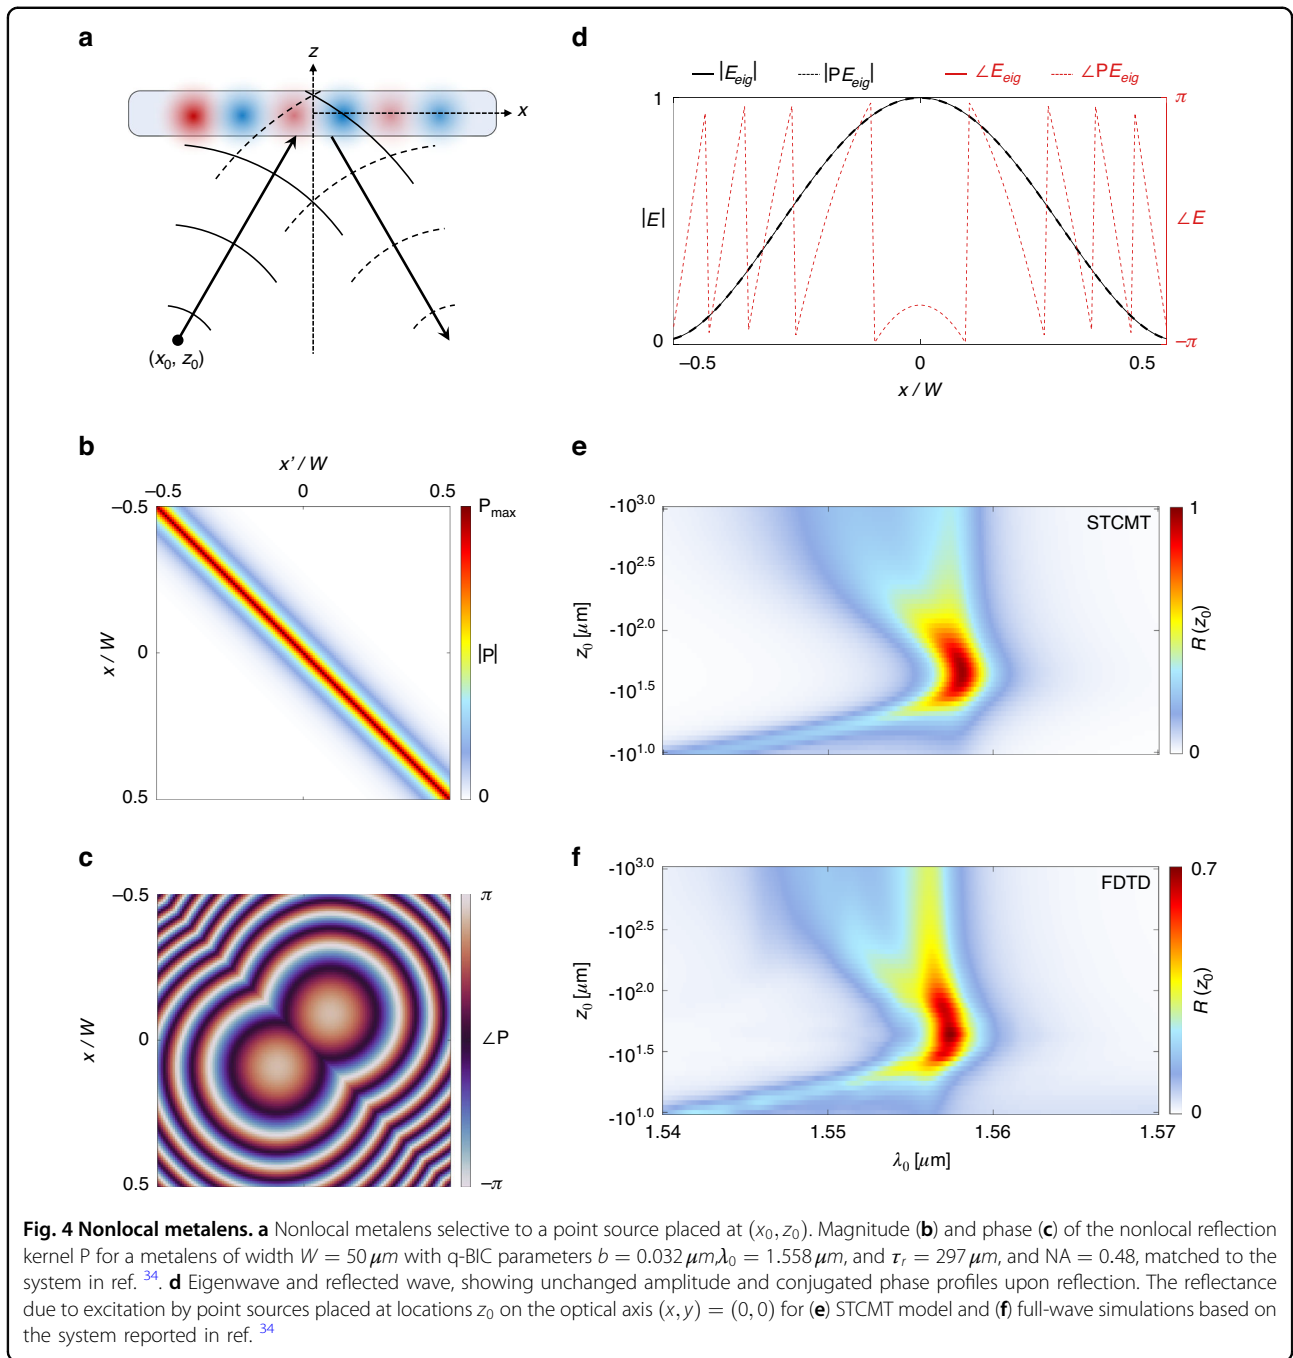 a
z
x
(x₀, z₀)
d
|E_eig| |PE_eig| ∠E_eig ∠PE_eig
1
π
|E|
∠E
0
−π
−0.5 0 0.5
x / W
b
x' / W
−0.5 0 0.5
-0.5
P_max
x / W
0
|P|
0.5
0
e
STCMT
-10^3.0
-10^2.5
-10^2.0
-10^1.5
-10^1.0
z₀ [μm]
1
R (z₀)
0
c
-0.5
π
x / W
0
∠P
0.5
−π
f
FDTD
-10^3.0
-10^2.5
-10^2.0
-10^1.5
-10^1.0
z₀ [μm]
0.7
R (z₀)
0
1.54 1.55 1.56 1.57
λ₀ [μm]
Fig. 4 Nonlocal metalens. a Nonlocal metalens selective to a point source placed at (x₀, z₀). Magnitude (b) and phase (c) of the nonlocal reflection
kernel P for a metalens of width W = 50 μm with q-BIC parameters b = 0.032 μm,λ₀ = 1.558 μm, and τᵣ = 297 μm, and NA = 0.48, matched to the
system in ref. ³⁴. d Eigenwave and reflected wave, showing unchanged amplitude and conjugated phase profiles upon reflection. The reflectance
due to excitation by point sources placed at locations z₀ on the optical axis (x, y) = (0, 0) for (e) STCMT model and (f) full-wave simulations based on
the system reported in ref. ³⁴